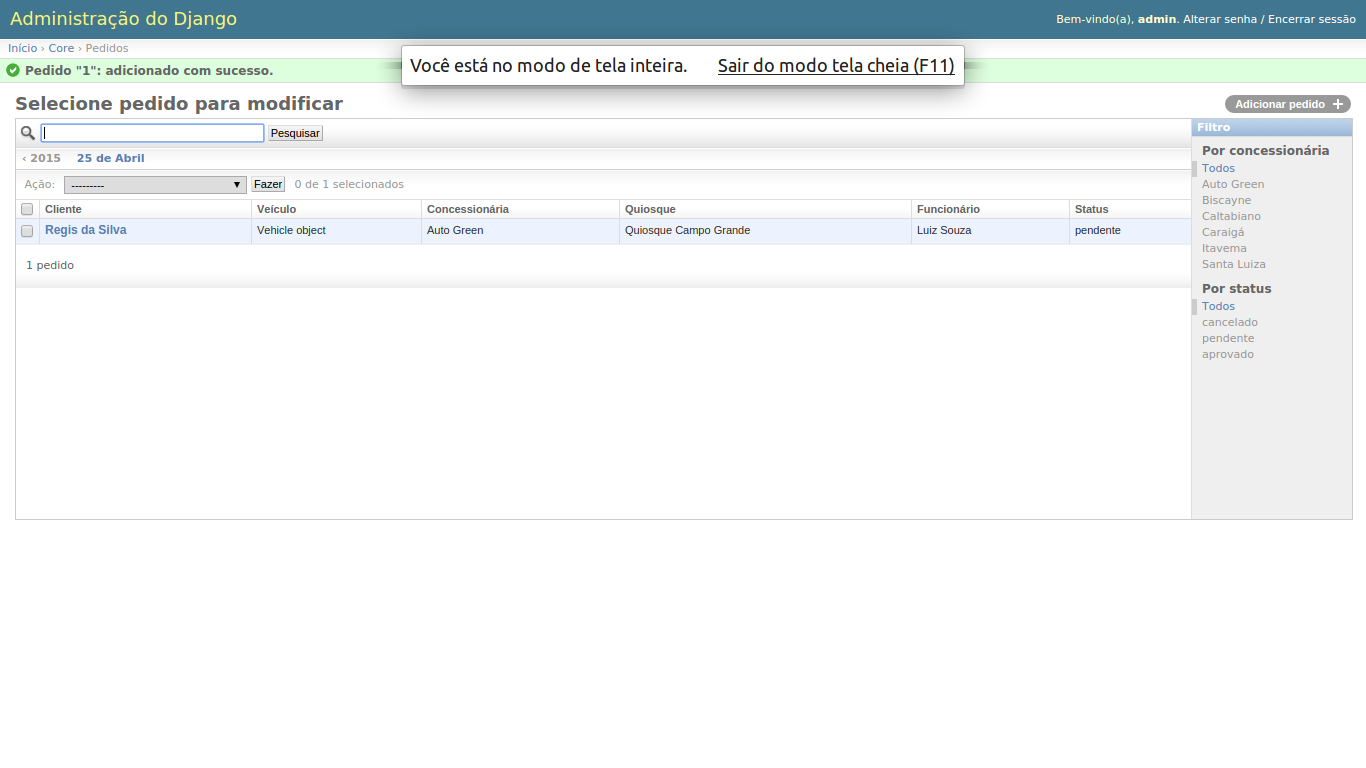 Administração do Django
Bem-vindo(a), admin. Alterar senha / Encerrar sessão
Início › Core › Pedidos
Você está no modo de tela inteira. Sair do modo tela cheia (F11)
Pedido "1": adicionado com sucesso.
Selecione pedido para modificar
Adicionar pedido
Pesquisar
‹ 2015 25 de Abril
Ação: --------- Fazer 0 de 1 selecionados
Cliente Veículo Concessionária Quiosque Funcionário Status
Regis da Silva Vehicle object Auto Green Quiosque Campo Grande Luiz Souza pendente
1 pedido
Filtro
Por concessionária
Todos
Auto Green
Biscayne
Caltabiano
Caraigá
Itavema
Santa Luiza
Por status
Todos
cancelado
pendente
aprovado